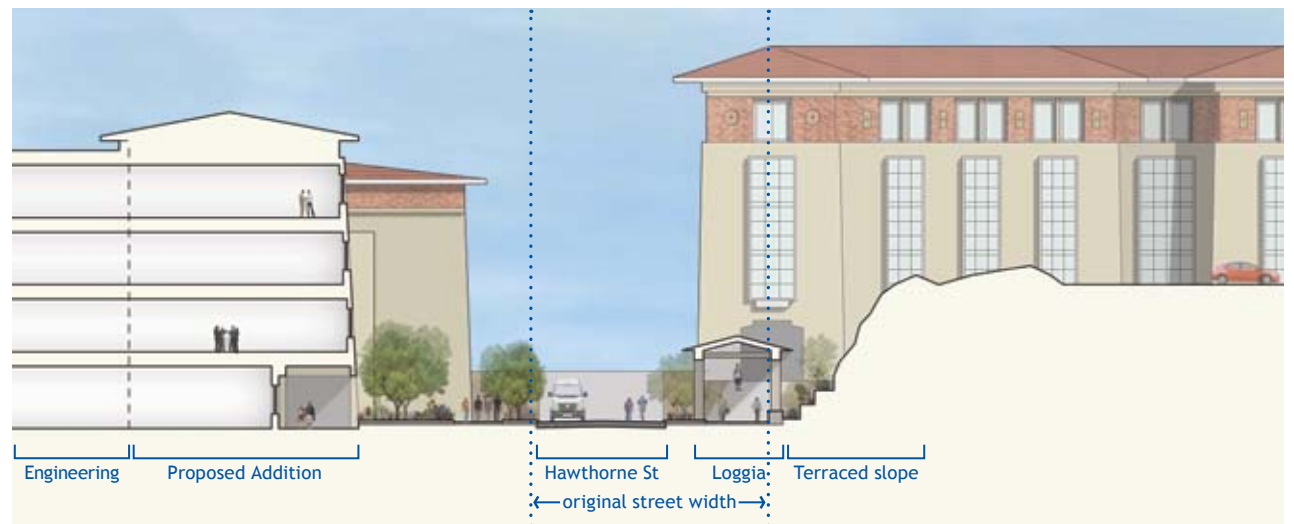 Engineering
Proposed Addition
Hawthorne St
Loggia
Terraced slope
original street width